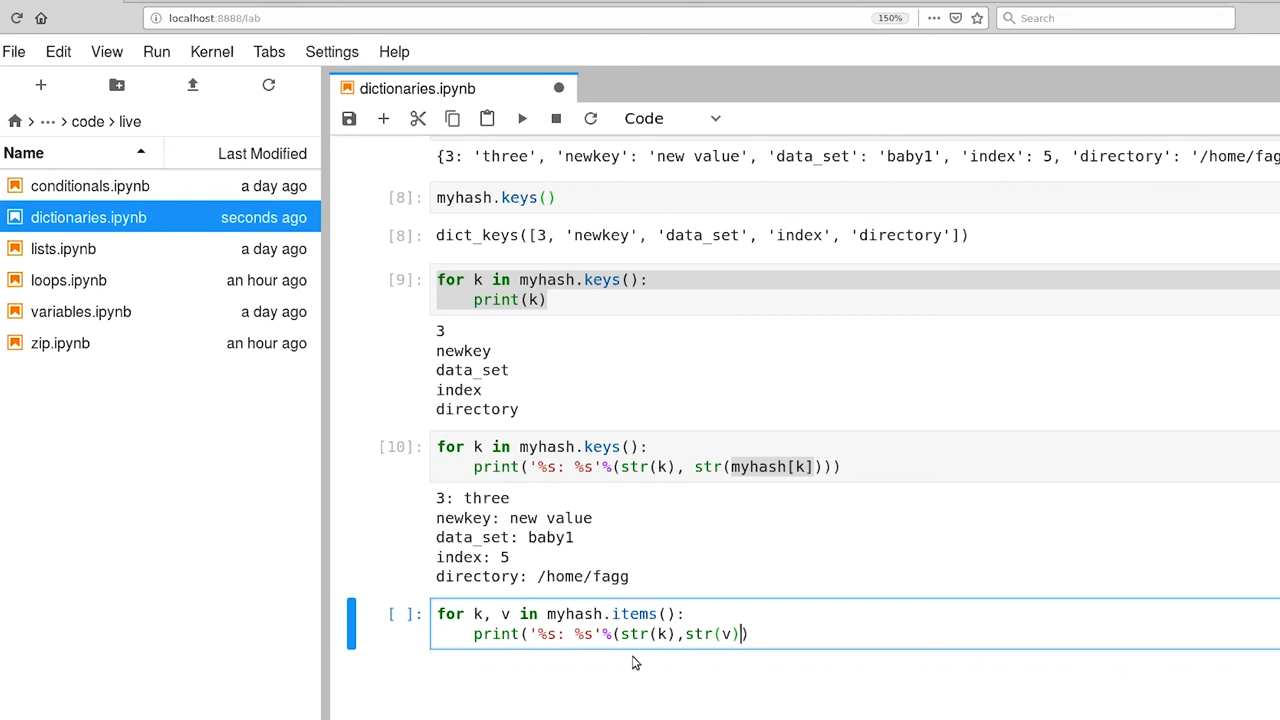 localhost:8888/lab
150%
Search
File Edit View Run Kernel Tabs Settings Help
dictionaries.ipynb
code > live
Code
Name Last Modified
conditionals.ipynb a day ago
dictionaries.ipynb seconds ago
lists.ipynb a day ago
loops.ipynb an hour ago
variables.ipynb a day ago
zip.ipynb an hour ago
{3: 'three', 'newkey': 'new value', 'data_set': 'baby1', 'index': 5, 'directory': '/home/fag
[8]: myhash.keys()
[8]: dict_keys([3, 'newkey', 'data_set', 'index', 'directory'])
[9]: for k in myhash.keys():
print(k)
3
newkey
data_set
index
directory
[10]: for k in myhash.keys():
print('%s: %s'%(str(k), str(myhash[k])))
3: three
newkey: new value
data_set: baby1
index: 5
directory: /home/fagg
[ ]: for k, v in myhash.items():
print('%s: %s'%(str(k),str(v))